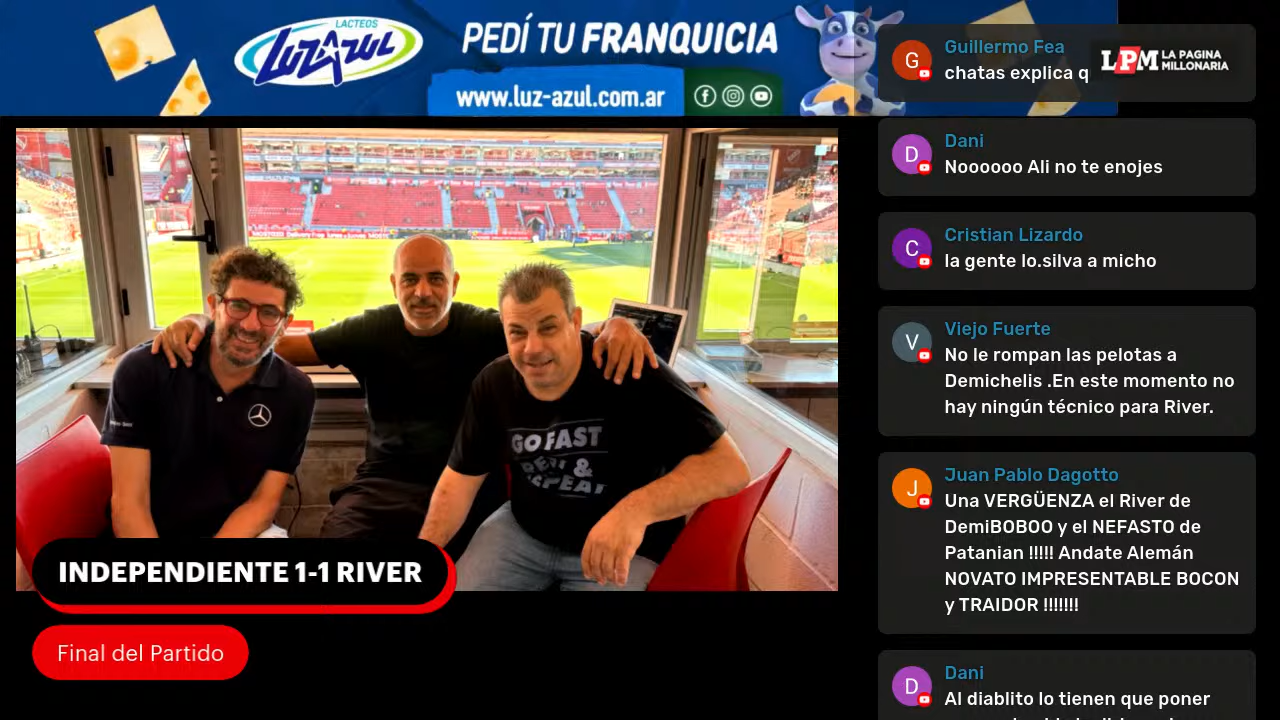 LACTEOS
LUZAZUL
PEDÍ TU FRANQUICIA
www.luz-azul.com.ar
LPM LA PAGINA
MILLONARIA
INDEPENDIENTE 1-1 RIVER
Final del Partido
GO FAST
G
Guillermo Fea
chatas explica q
D
Dani
Noooooo Ali no te enojes
C
Cristian Lizardo
la gente lo.silva a micho
V
Viejo Fuerte
No le rompan las pelotas a
Demichelis .En este momento no
hay ningún técnico para River.
J
Juan Pablo Dagotto
Una VERGÜENZA el River de
DemiBOBOO y el NEFASTO de
Patanian !!!!! Andate Alemán
NOVATO IMPRESENTABLE BOCON
y TRAIDOR !!!!!!!
D
Dani
Al diablito lo tienen que poner